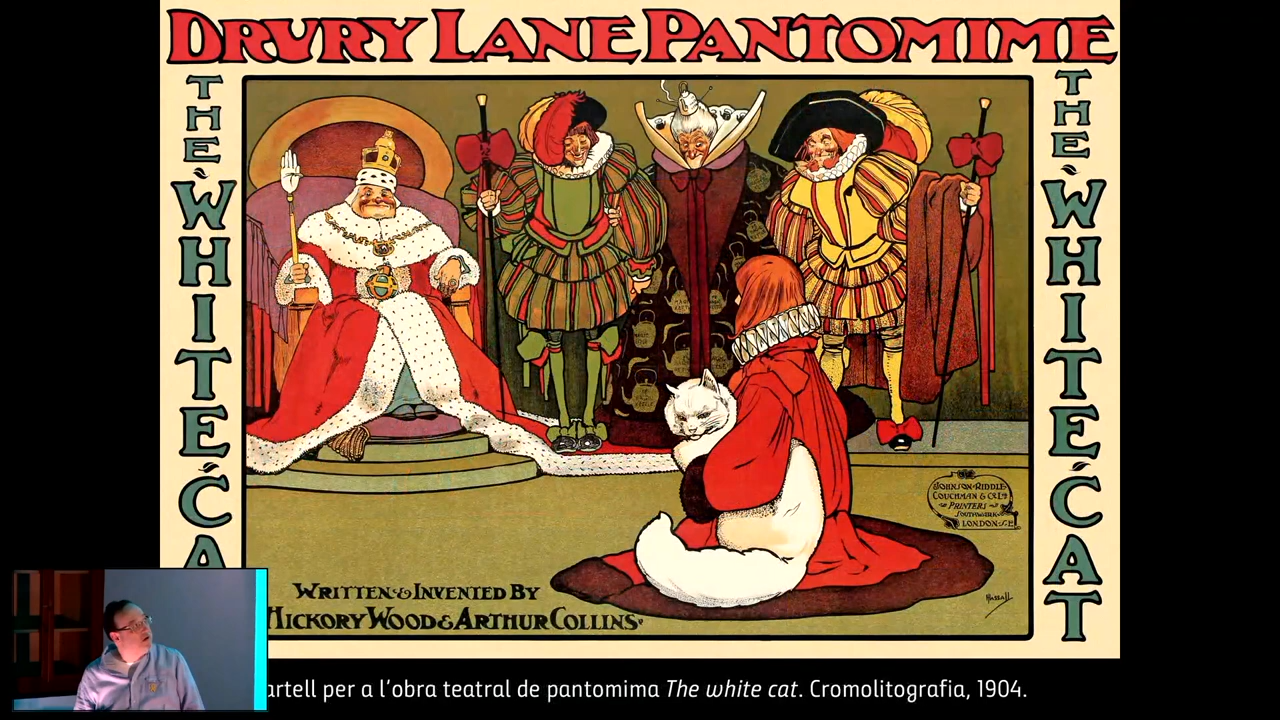 DRVRY LANE PANTOMIME
THE WHITE CAT
THE WHITE CAT
JOHNSON·RIDDLE·
COUCHMAN & Co Ltd
PRINTERS
SOUTHWARK
LONDON·S·E
WRITTEN & INVENTED BY
HICKORY WOOD & ARTHUR COLLINS
HASSALL
artell per a l'obra teatral de pantomima The white cat. Cromolitografia, 1904.